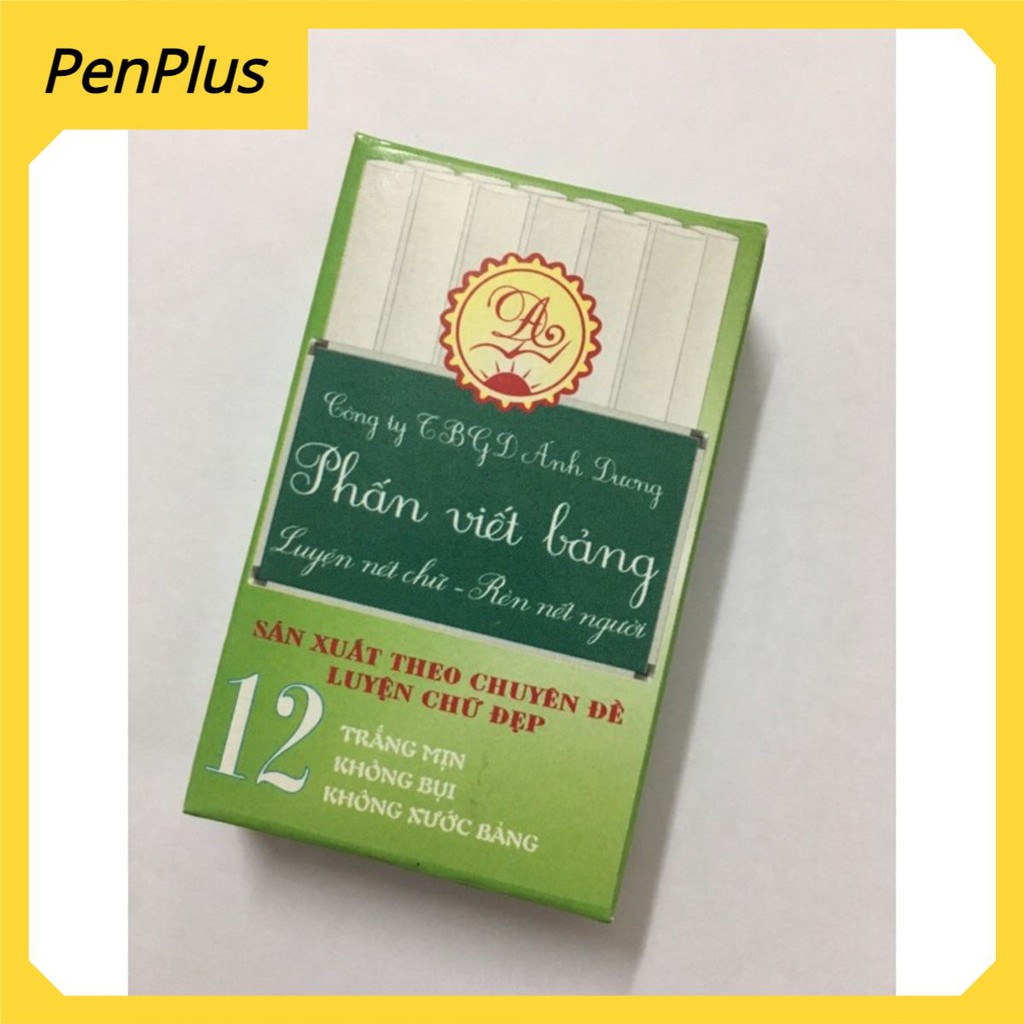 PenPlus
Công ty TBGD Ánh Dương
Phấn viết bảng
Luyện nét chữ - Rèn nết người
SẢN XUẤT THEO CHUYÊN ĐỀ
LUYỆN CHỮ ĐẸP
12
TRẮNG MỊN
KHÔNG BỤI
KHÔNG XƯỚC BẢNG